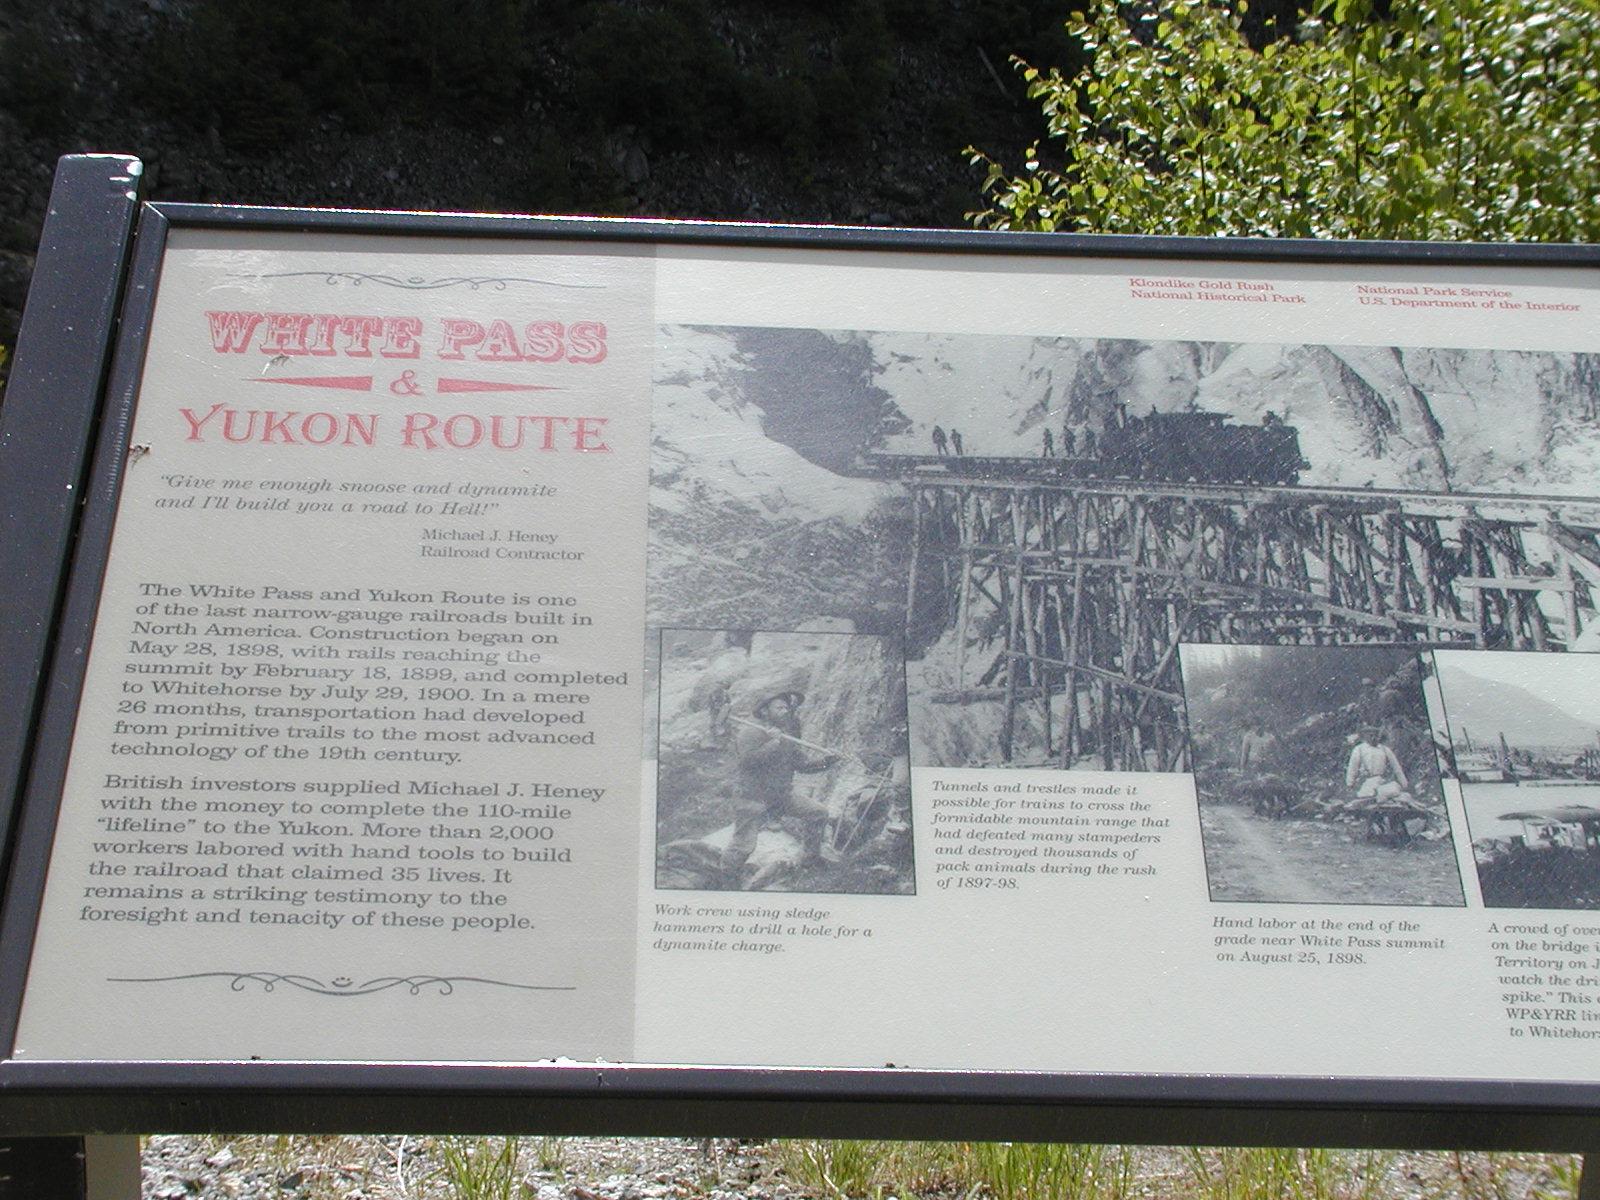 WHITE PASS
&
YUKON ROUTE
"Give me enough snoose and dynamite
and I'll build you a road to Hell!"
Michael J. Heney
Railroad Contractor
The White Pass and Yukon Route is one
of the last narrow-gauge railroads built in
North America. Construction began on
May 28, 1898, with rails reaching the
summit by February 18, 1899, and completed
to Whitehorse by July 29, 1900. In a mere
26 months, transportation had developed
from primitive trails to the most advanced
technology of the 19th century.
British investors supplied Michael J. Heney
with the money to complete the 110-mile
"lifeline" to the Yukon. More than 2,000
workers labored with hand tools to build
the railroad that claimed 35 lives. It
remains a striking testimony to the
foresight and tenacity of these people.
Klondike Gold Rush
National Historical Park
National Park Service
U.S. Department of the Interior
Work crew using sledge
hammers to drill a hole for a
dynamite charge.
Tunnels and trestles made it
possible for trains to cross the
formidable mountain range that
had defeated many stampeders
and destroyed thousands of
pack animals during the rush
of 1897-98.
Hand labor at the end of the
grade near White Pass summit
on August 25, 1898.
A crowd of over
on the bridge
Territory on
watch the
spike." This
WP&YRR
to